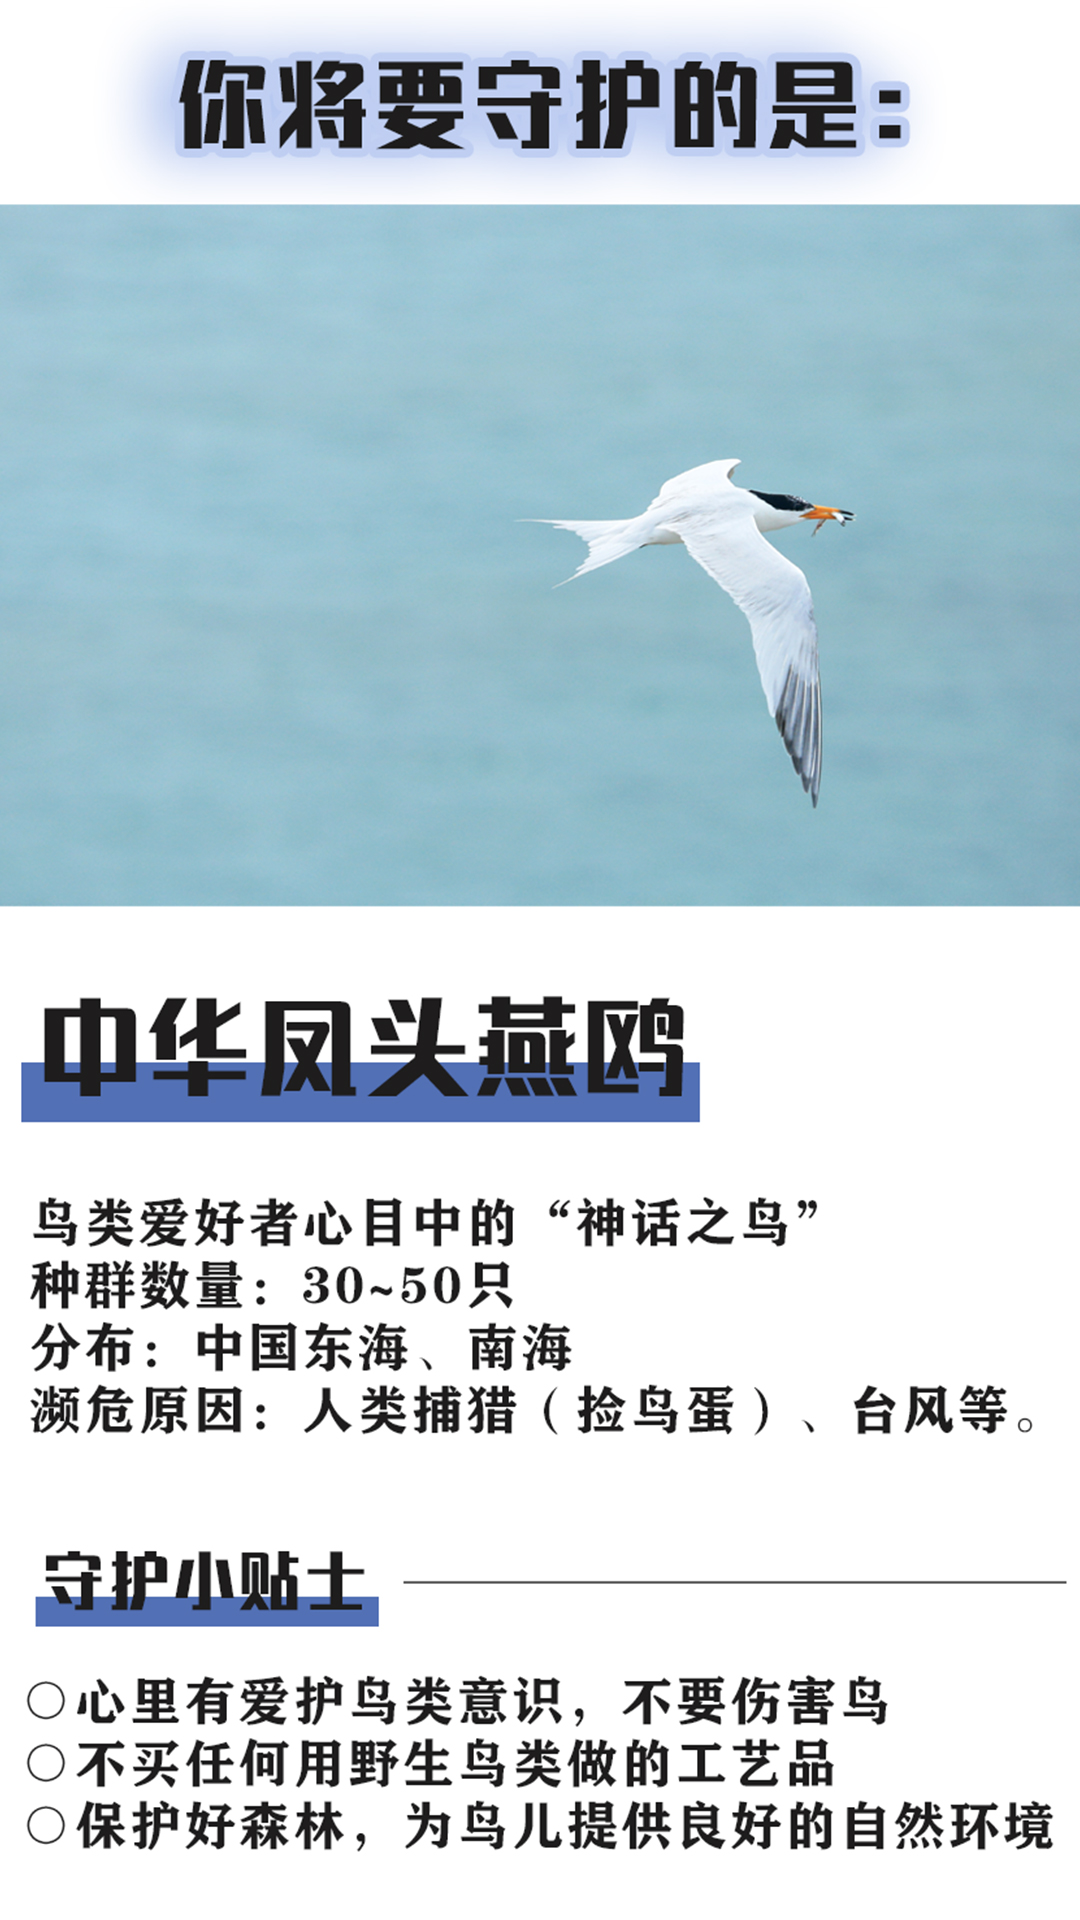 你将要守护的是：
中华凤头燕鸥
鸟类爱好者心目中的“神话之鸟”
种群数量：30~50只
分布：中国东海、南海
濒危原因：人类捕猎（捡鸟蛋）、台风等。
守护小贴士
○心里有爱护鸟类意识，不要伤害鸟
○不买任何用野生鸟类做的工艺品
○保护好森林，为鸟儿提供良好的自然环境